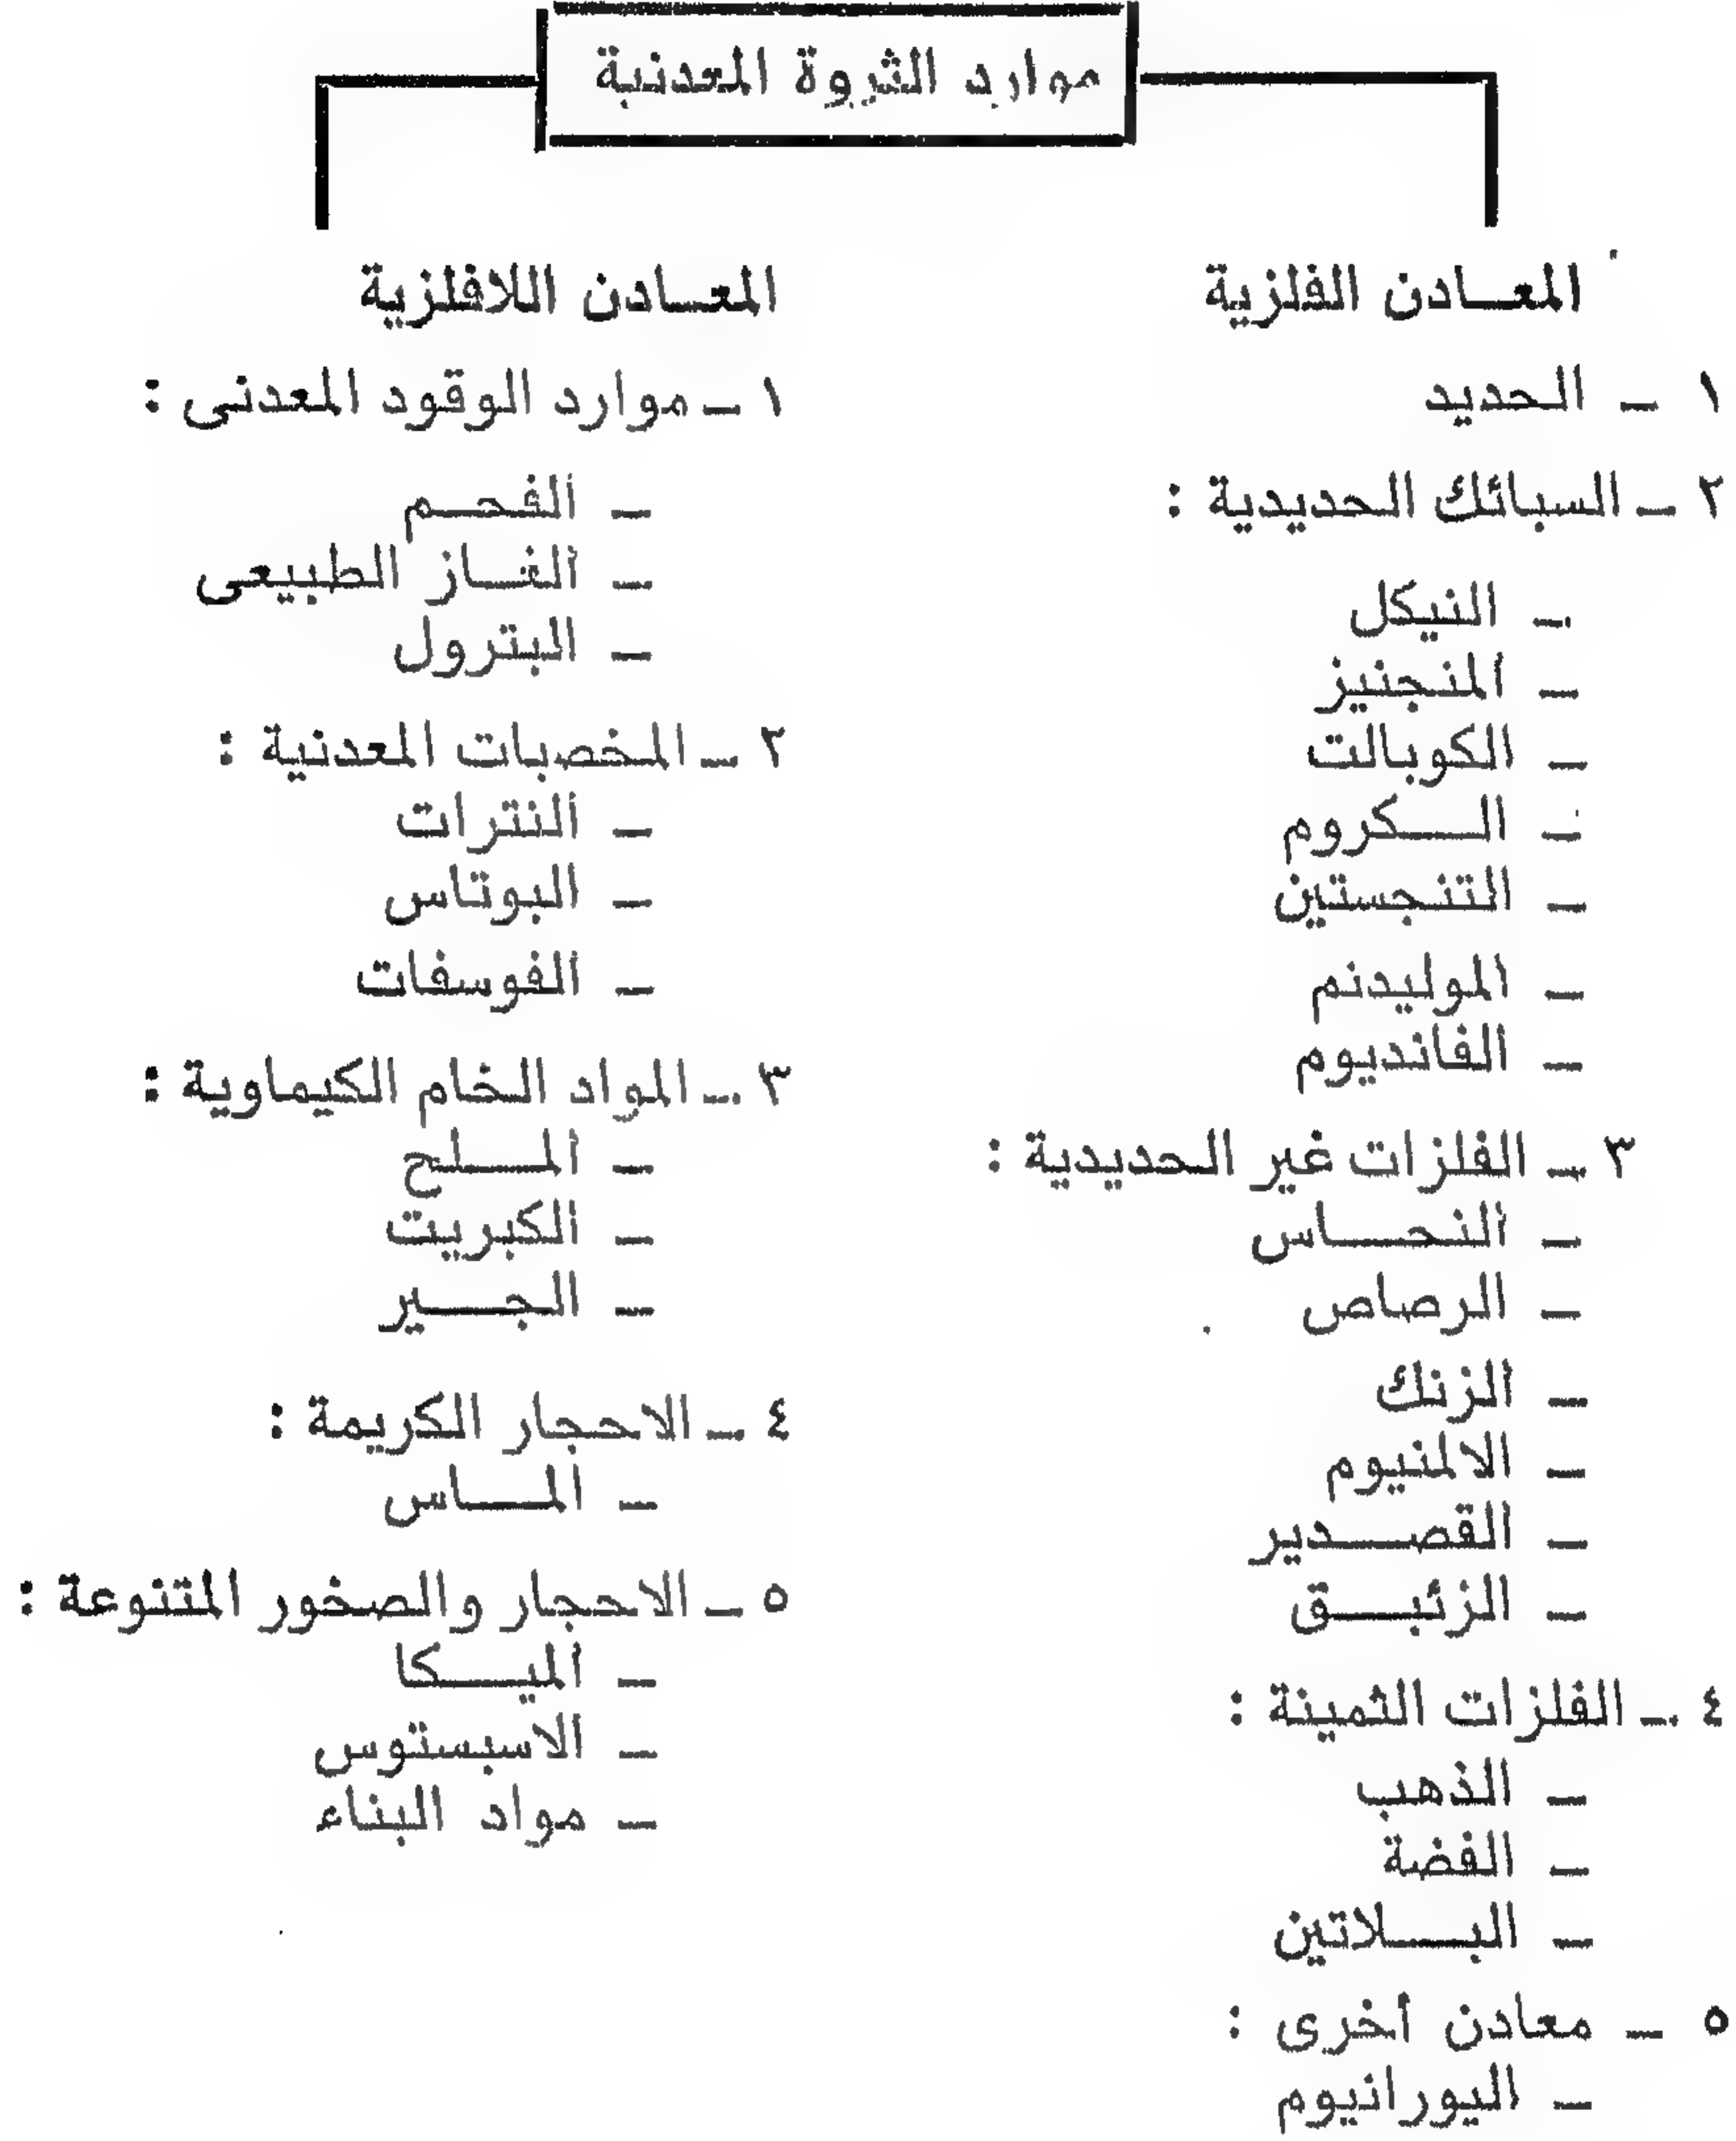 موارد الثروة المعدنية
المعادن الفلزية
١ - الحديد
٢ - السبائك الحديدية :
- النيكل
- المنجنيز
- الكوبالت
- الكروم
- التنجستين
- الموليدنم
- الفانديوم
٣ - الفلزات غير الحديدية :
- النحاس
- الرصاص
- الزنك
- الالمنيوم
- القصدير
- الزئبق
٤ - الفلزات الثمينة :
- الذهب
- الفضة
- البلاتين
٥ - معادن أخرى :
- اليورانيوم
المعادن اللافلزية
١ - موارد الوقود المعدنى :
- الفحم
- الغاز الطبيعى
- البترول
٢ - المخصبات المعدنية :
- النترات
- البوتاس
- الفوسفات
٣ - المواد الخام الكيماوية :
- الملح
- الكبريت
- الجير
٤ - الاحجار الكريمة :
- الماس
٥ - الاحجار والصخور المتنوعة :
- الميكا
- الاسبستوس
- مواد البناء